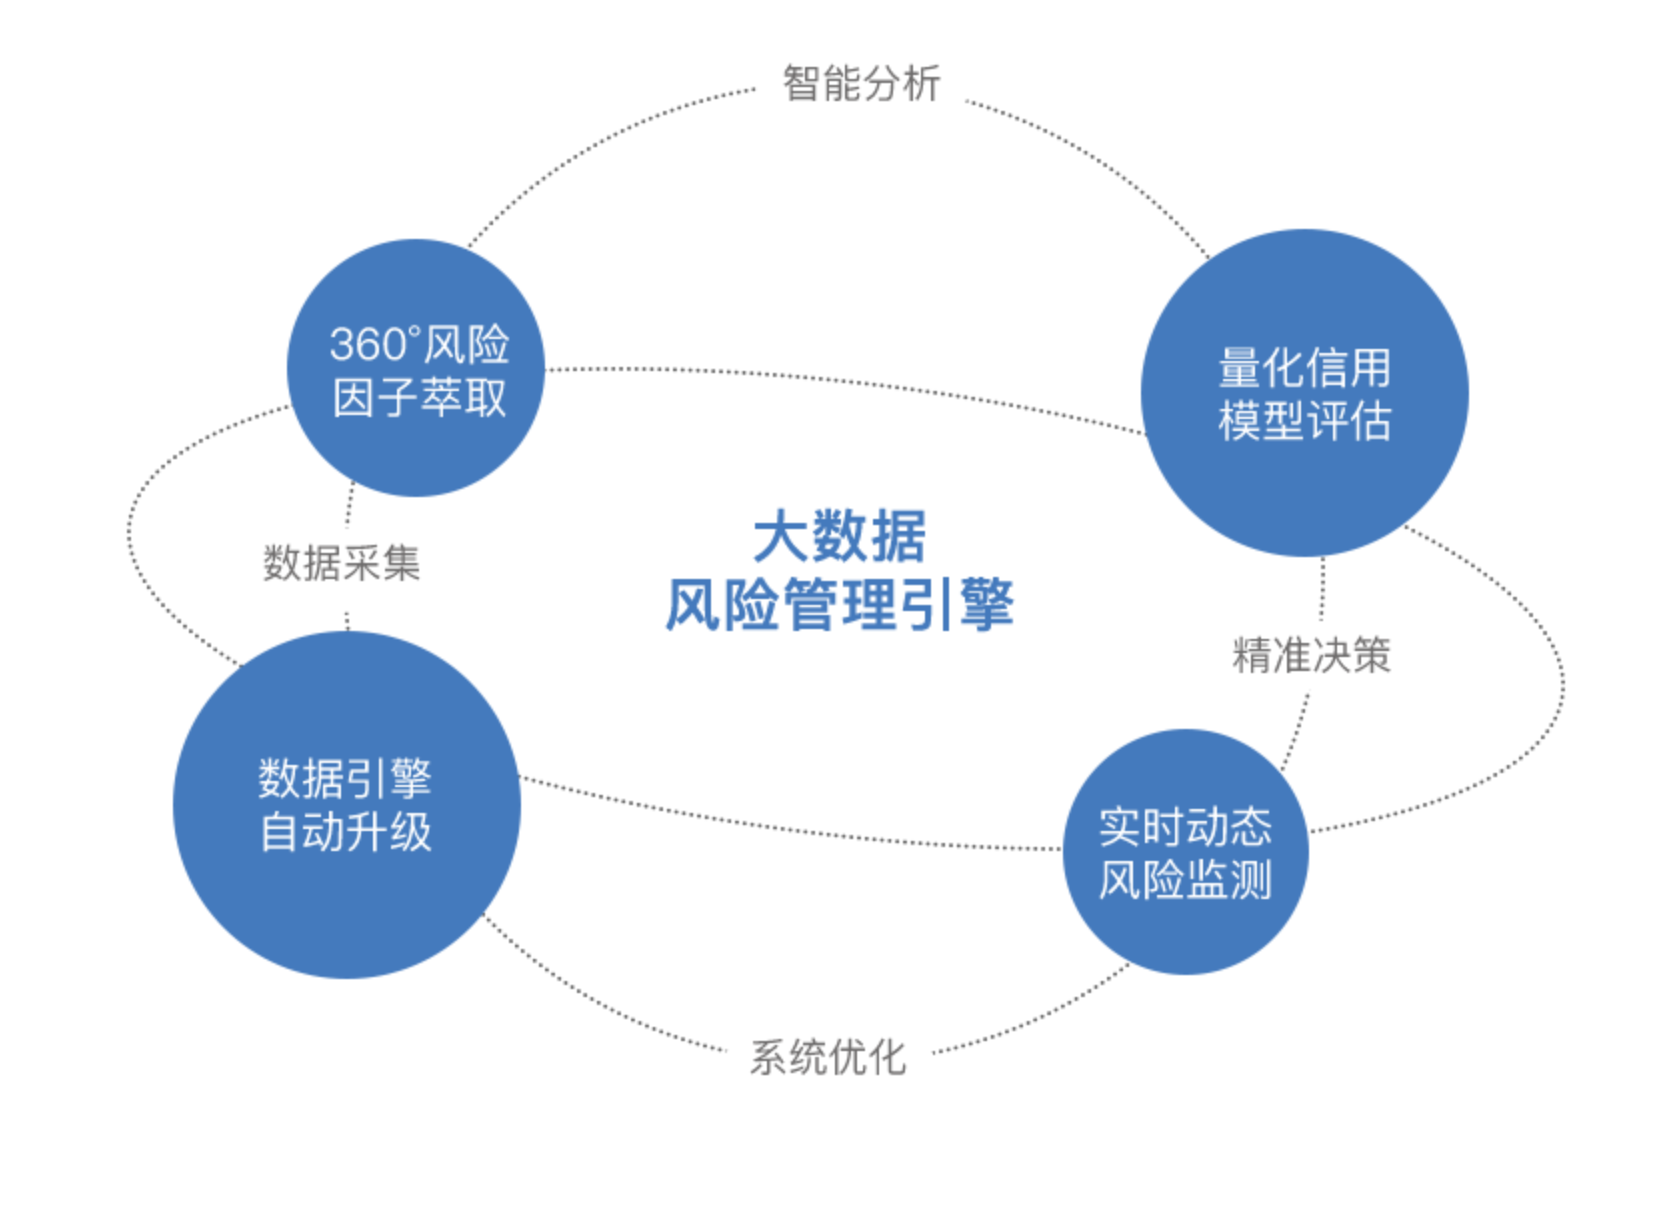 智能分析
360°风险
因子萃取
量化信用
模型评估
大数据
风险管理引擎
数据采集
精准决策
数据引擎
自动升级
实时动态
风险监测
系统优化